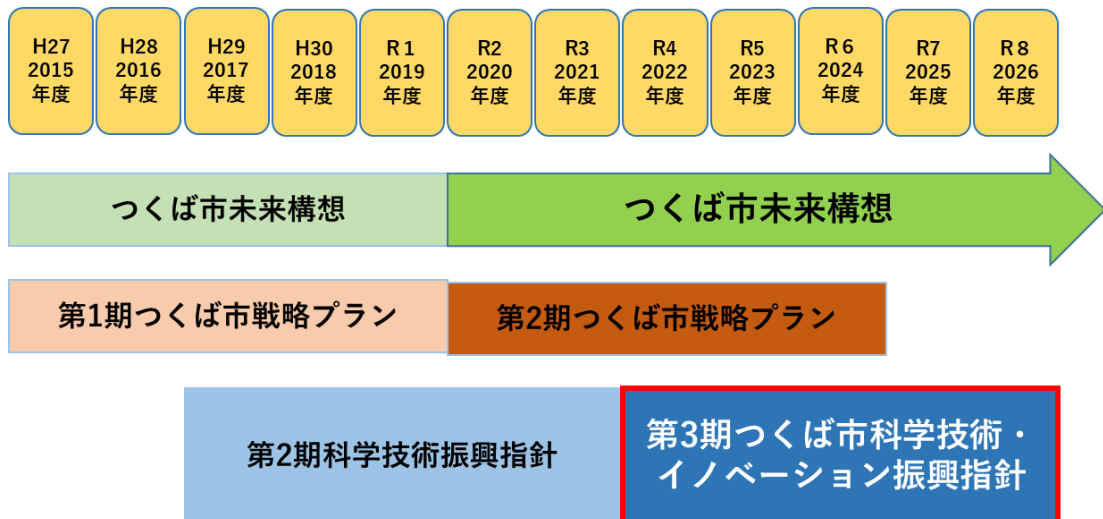 H27
2015
年度
H28
2016
年度
H29
2017
年度
H30
2018
年度
R１
2019
年度
R2
2020
年度
R3
2021
年度
R4
2022
年度
R5
2023
年度
R６
2024
年度
R7
2025
年度
R８
2026
年度
つくば市未来構想
つくば市未来構想
第1期つくば市戦略プラン
第2期つくば市戦略プラン
第2期科学技術振興指針
第3期つくば市科学技術・
イノベーション振興指針